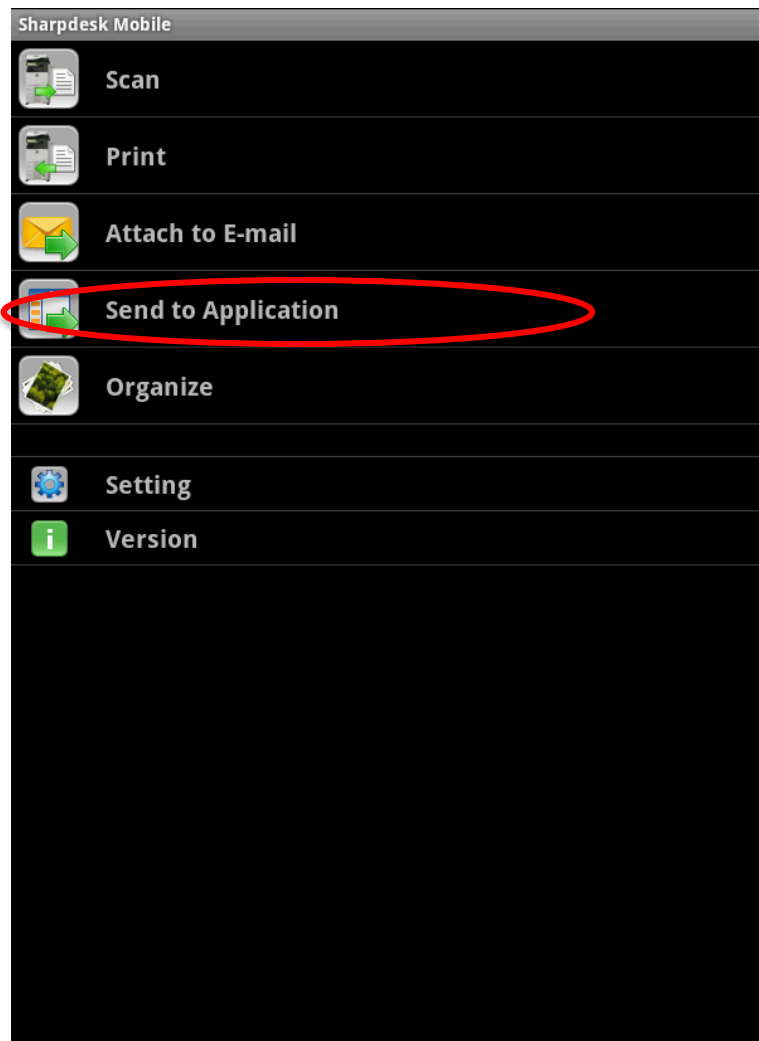 Sharpdesk Mobile
Scan
Print
Attach to E-mail
Send to Application
Organize
Setting
i
Version